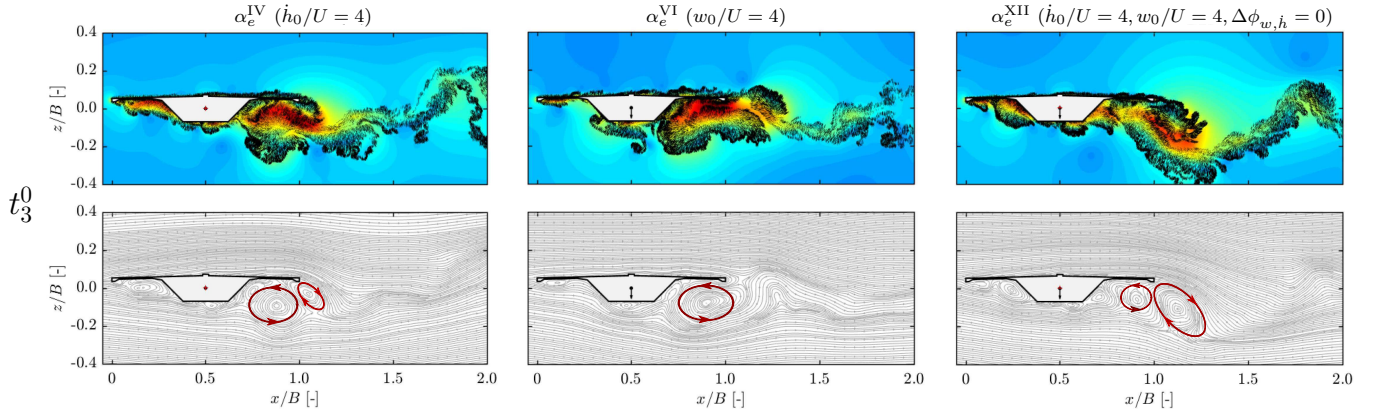 α_e^IV (ḣ_0/U = 4)
α_e^VI (w_0/U = 4)
α_e^XII (ḣ_0/U = 4, w_0/U = 4, Δϕ_{w,ḣ} = 0)
t_3^0
z/B [-]
0.4
0.2
0.0
-0.2
-0.4
z/B [-]
0.4
0.2
0.0
-0.2
-0.4
0 0.5 1.0 1.5 2.0
x/B [-]
0 0.5 1.0 1.5 2.0
x/B [-]
0 0.5 1.0 1.5 2.0
x/B [-]